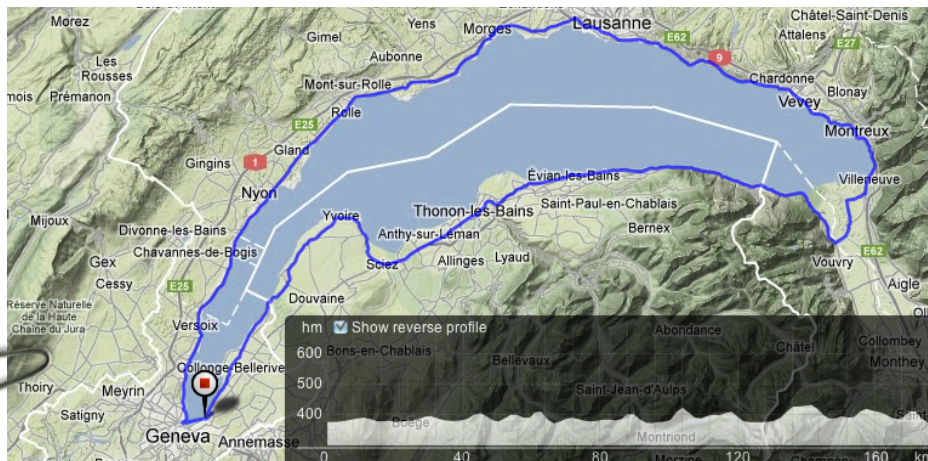 Morez
Les
Rousses
Prémanon
Gimel
Yens
Aubonne
Morges
Lausanne
E62
9
Châtel-Saint-Denis
Attalens
E27
Chardonne
Blonay
Vevey
Montreux
Mont-sur-Rolle
Rolle
E25
Gland
1
Gingins
Nyon
Villeneuve
Évian-les-Bains
Saint-Paul-en-Chablais
Thonon-les-Bains
Bernex
Mijoux
Divonne-les-Bains
Chavannes-de-Bogis
Yvoire
Anthy-sur-Léman
Sciez
Allinges
Lyaud
E62
Vouvry
Aigle
Gex
Cessy
E25
Réserve Naturelle
de la Haute
Chaîne du Jura
Douvaine
Versoix
hm
Show reverse profile
Bons-en-Chablais
Abondance
Châtel
Collombey
Monthey
600
Bellevaux
Collonge-Bellerive
Thoiry
Meyrin
500
Saint-Jean-d'Aulps
Satigny
400
Boëge
Geneva
Annemasse
Montriond
Morzine
0
40
80
120
160
km